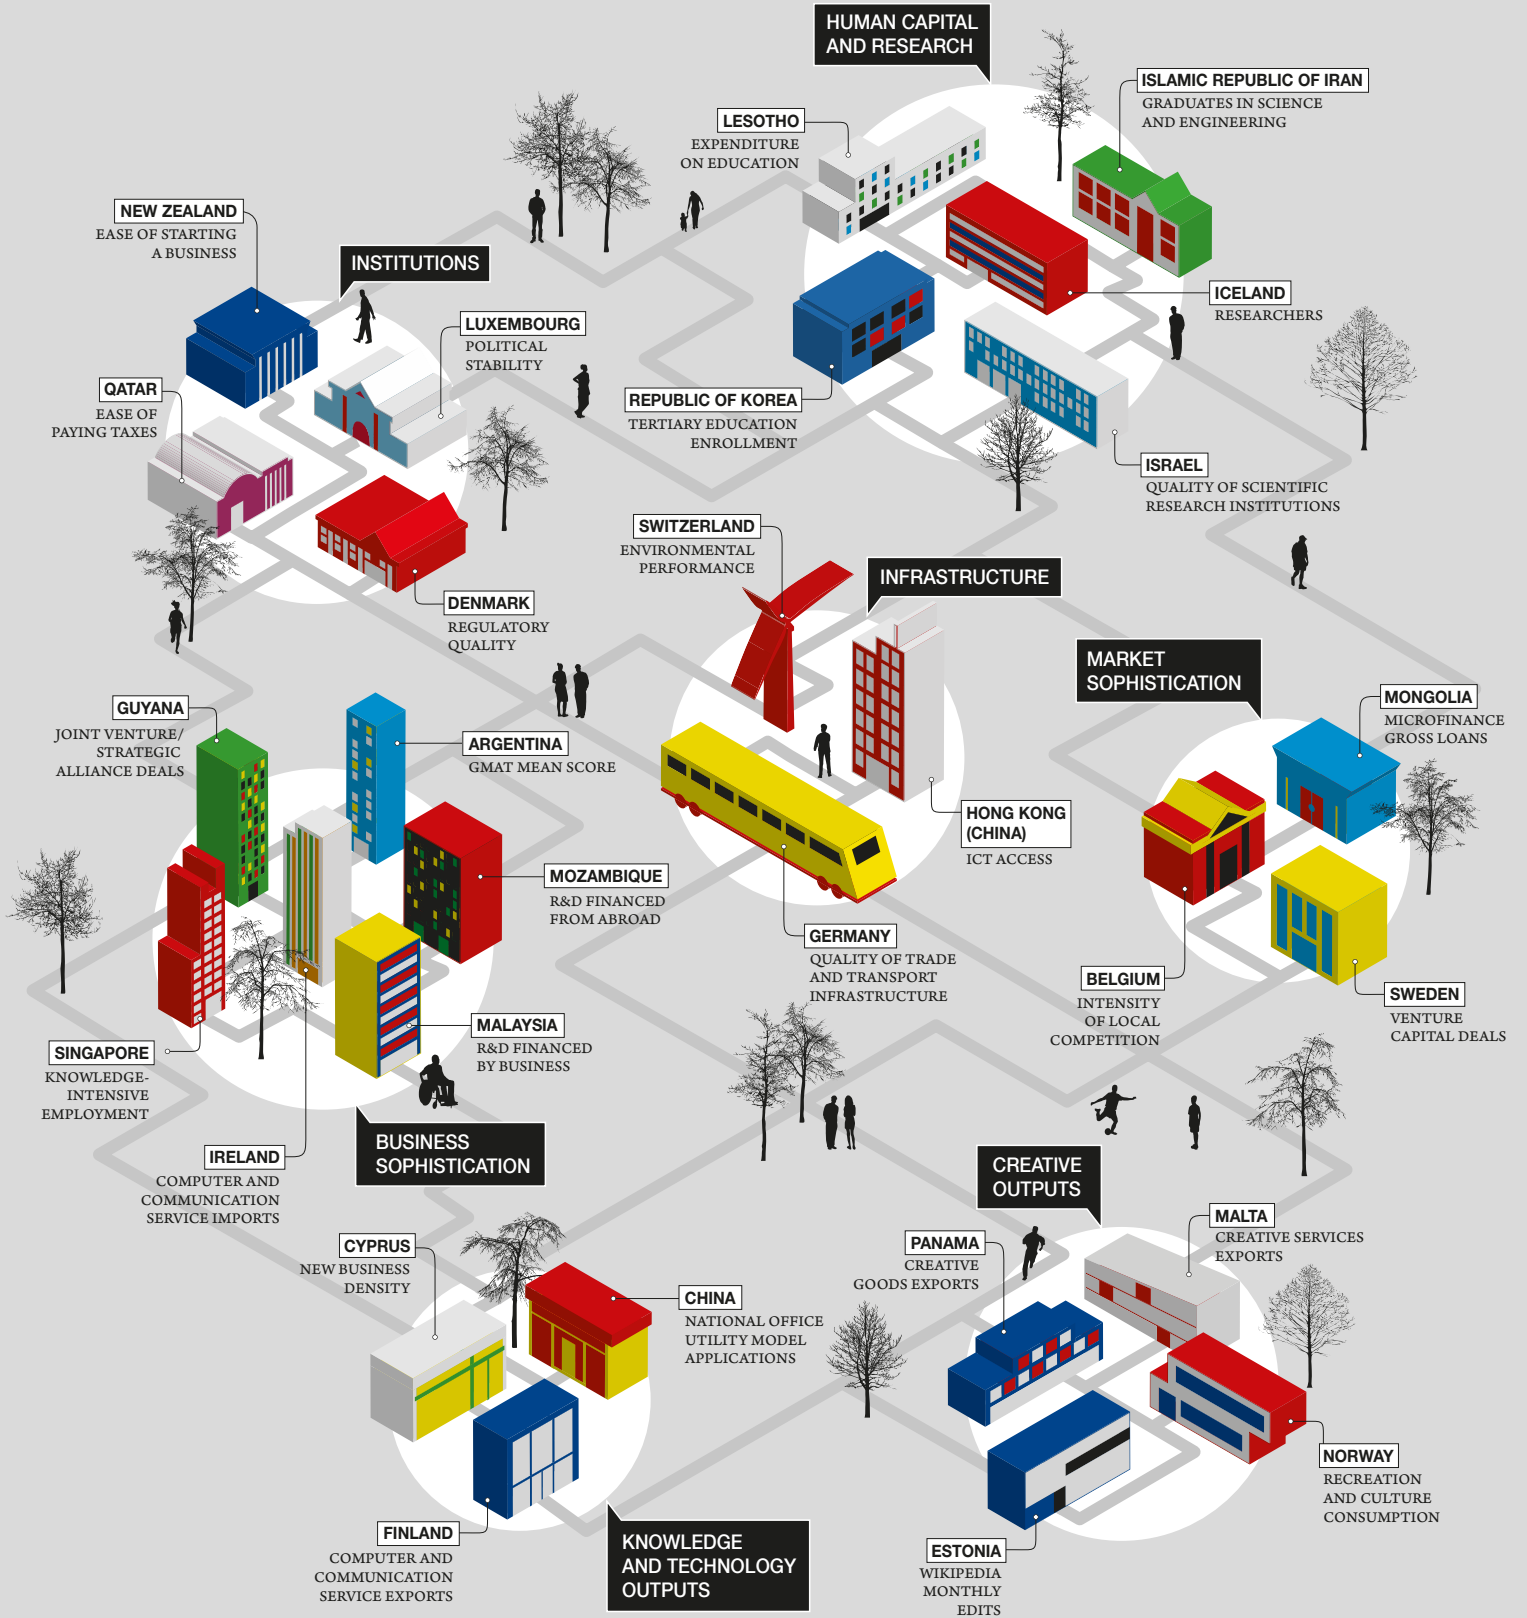 HUMAN CAPITAL
AND RESEARCH
ISLAMIC REPUBLIC OF IRAN
GRADUATES IN SCIENCE
AND ENGINEERING
LESOTHO
EXPENDITURE
ON EDUCATION
ICELAND
RESEARCHERS
REPUBLIC OF KOREA
TERTIARY EDUCATION
ENROLLMENT
ISRAEL
QUALITY OF SCIENTIFIC
RESEARCH INSTITUTIONS
NEW ZEALAND
EASE OF STARTING
A BUSINESS
INSTITUTIONS
LUXEMBOURG
POLITICAL
STABILITY
QATAR
EASE OF
PAYING TAXES
DENMARK
REGULATORY
QUALITY
SWITZERLAND
ENVIRONMENTAL
PERFORMANCE
INFRASTRUCTURE
HONG KONG
(CHINA)
ICT ACCESS
GERMANY
QUALITY OF TRADE
AND TRANSPORT
INFRASTRUCTURE
MARKET
SOPHISTICATION
MONGOLIA
MICROFINANCE
GROSS LOANS
BELGIUM
INTENSITY
OF LOCAL
COMPETITION
SWEDEN
VENTURE
CAPITAL DEALS
GUYANA
JOINT VENTURE/
STRATEGIC
ALLIANCE DEALS
ARGENTINA
GMAT MEAN SCORE
MOZAMBIQUE
R&D FINANCED
FROM ABROAD
MALAYSIA
R&D FINANCED
BY BUSINESS
SINGAPORE
KNOWLEDGE-
INTENSIVE
EMPLOYMENT
IRELAND
COMPUTER AND
COMMUNICATION
SERVICE IMPORTS
BUSINESS
SOPHISTICATION
CYPRUS
NEW BUSINESS
DENSITY
CHINA
NATIONAL OFFICE
UTILITY MODEL
APPLICATIONS
FINLAND
COMPUTER AND
COMMUNICATION
SERVICE EXPORTS
KNOWLEDGE
AND TECHNOLOGY
OUTPUTS
CREATIVE
OUTPUTS
PANAMA
CREATIVE
GOODS EXPORTS
MALTA
CREATIVE SERVICES
EXPORTS
NORWAY
RECREATION
AND CULTURE
CONSUMPTION
ESTONIA
WIKIPEDIA
MONTHLY
EDITS